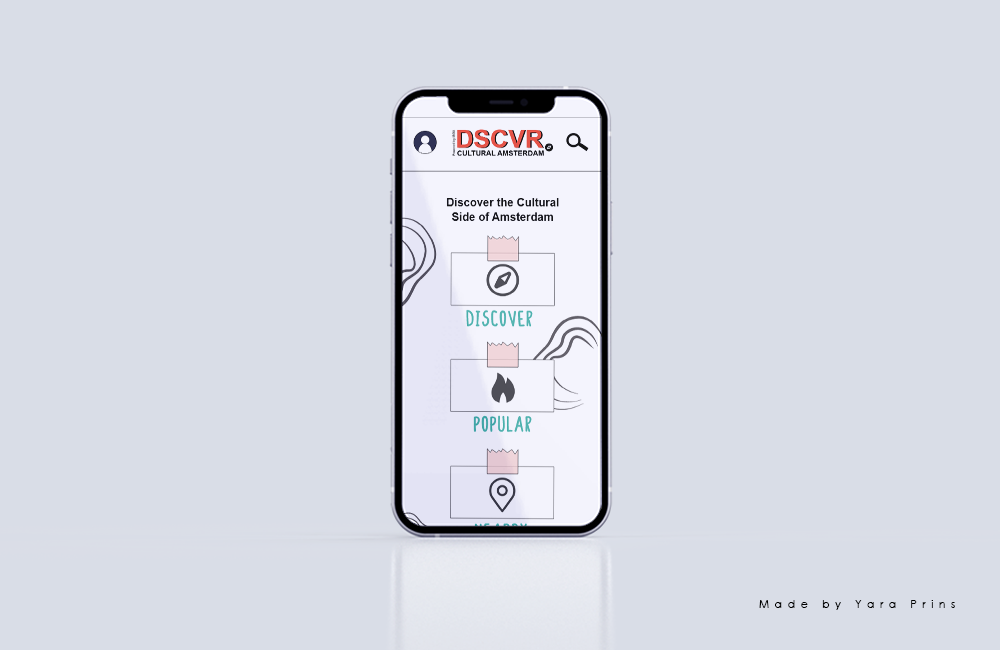 DSCVR
CULTURAL AMSTERDAM
Discover the Cultural
Side of Amsterdam
DISCOVER
POPULAR
NEARBY
Made by Yara Prins